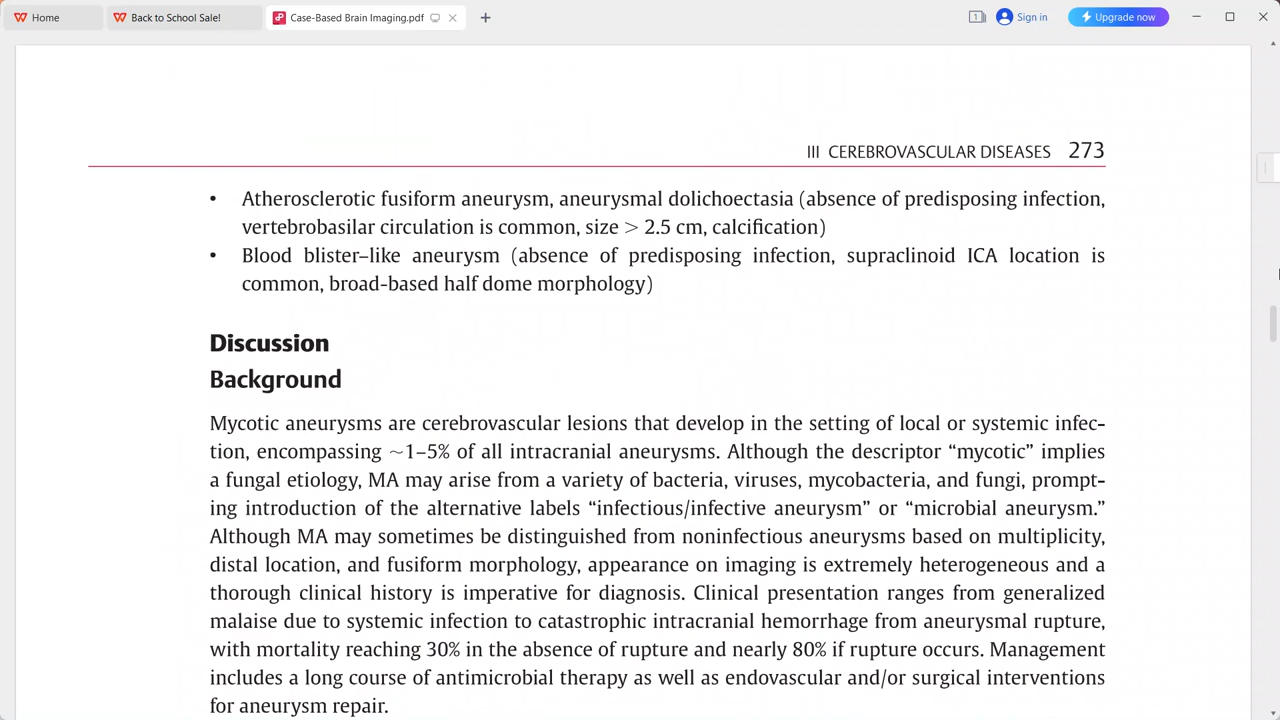 Home
Back to School Sale!
Case-Based Brain Imaging.pdf
1
Sign in
Upgrade now
III CEREBROVASCULAR DISEASES 273
• Atherosclerotic fusiform aneurysm, aneurysmal dolichoectasia (absence of predisposing infection,
vertebrobasilar circulation is common, size > 2.5 cm, calcification)
• Blood blister–like aneurysm (absence of predisposing infection, supraclinoid ICA location is
common, broad-based half dome morphology)
Discussion
Background
Mycotic aneurysms are cerebrovascular lesions that develop in the setting of local or systemic infec-
tion, encompassing ~1–5% of all intracranial aneurysms. Although the descriptor “mycotic” implies
a fungal etiology, MA may arise from a variety of bacteria, viruses, mycobacteria, and fungi, prompt-
ing introduction of the alternative labels “infectious/infective aneurysm” or “microbial aneurysm.”
Although MA may sometimes be distinguished from noninfectious aneurysms based on multiplicity,
distal location, and fusiform morphology, appearance on imaging is extremely heterogeneous and a
thorough clinical history is imperative for diagnosis. Clinical presentation ranges from generalized
malaise due to systemic infection to catastrophic intracranial hemorrhage from aneurysmal rupture,
with mortality reaching 30% in the absence of rupture and nearly 80% if rupture occurs. Management
includes a long course of antimicrobial therapy as well as endovascular and/or surgical interventions
for aneurysm repair.